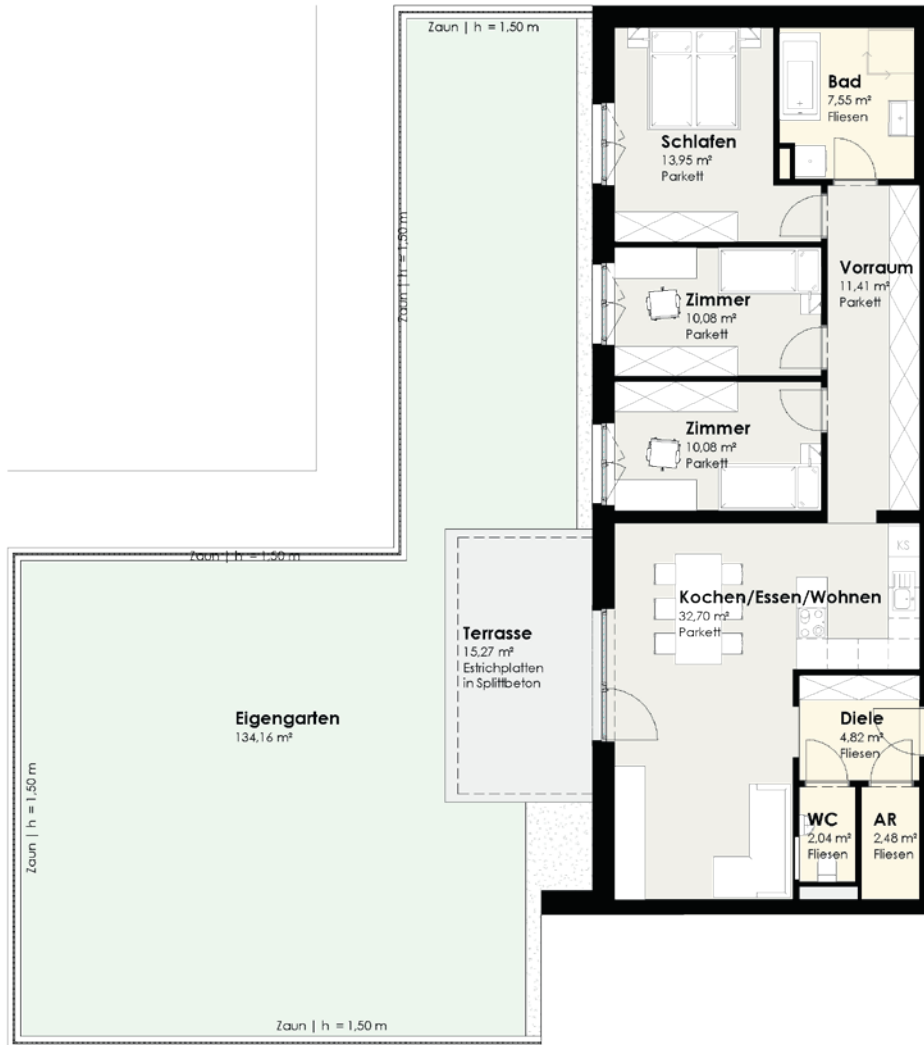 Zaun | h = 1,50 m
Bad
7,55 m²
Fliesen
Schlafen
13,95 m²
Parkett
Zaun | h = 1,50 m
Vorraum
11,41 m²
Parkett
Zimmer
10,08 m²
Parkett
Zimmer
10,08 m²
Parkett
Zaun | h = 1,50 m
KS
Kochen/Essen/Wohnen
32,70 m²
Parkett
Terrasse
15,27 m²
Estrichplatten
in Splittbeton
Eigengarten
134,16 m²
Diele
4,82 m²
Fliesen
Zaun | h = 1,50 m
WC
2,04 m²
Fliesen
AR
2,48 m²
Fliesen
Zaun | h = 1,50 m